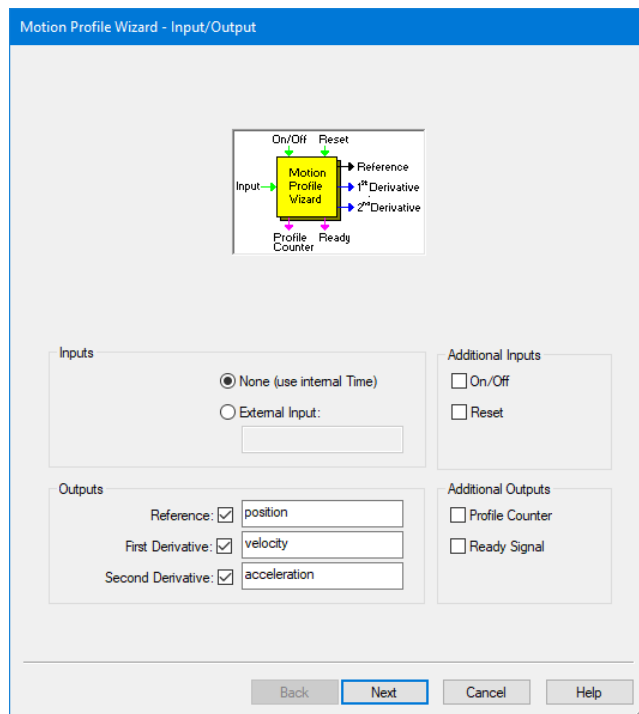 Motion Profile Wizard - Input/Output
On/Off Reset
Input
Motion
Profile
Wizard
Reference
1st Derivative
2nd Derivative
Profile
Counter
Ready
Inputs
None (use internal Time)
External Input:
Additional Inputs
On/Off
Reset
Outputs
Reference: position
First Derivative: velocity
Second Derivative: acceleration
Additional Outputs
Profile Counter
Ready Signal
Back Next Cancel Help